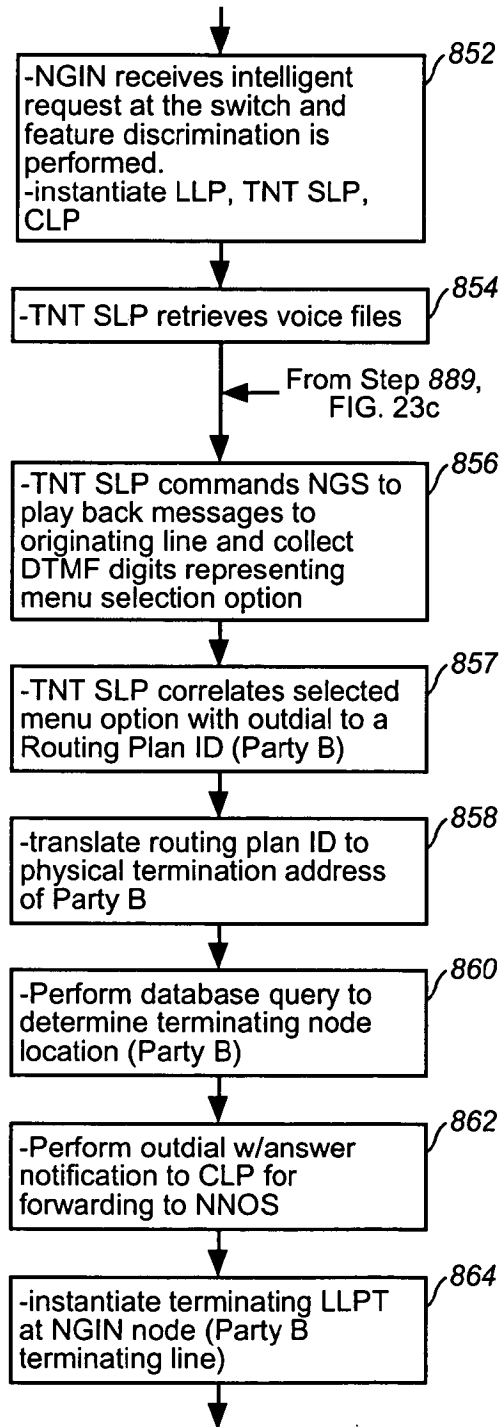 852
-NGIN receives intelligent
request at the switch and
feature discrimination is
performed.
-instantiate LLP, TNT SLP,
CLP
854
-TNT SLP retrieves voice files
From Step 889,
FIG. 23c
856
-TNT SLP commands NGS to
play back messages to
originating line and collect
DTMF digits representing
menu selection option
857
-TNT SLP correlates selected
menu option with outdial to a
Routing Plan ID (Party B)
858
-translate routing plan ID to
physical termination address
of Party B
860
-Perform database query to
determine terminating node
location (Party B)
862
-Perform outdial w/answer
notification to CLP for
forwarding to NNOS
864
-instantiate terminating LLPT
at NGIN node (Party B
terminating line)